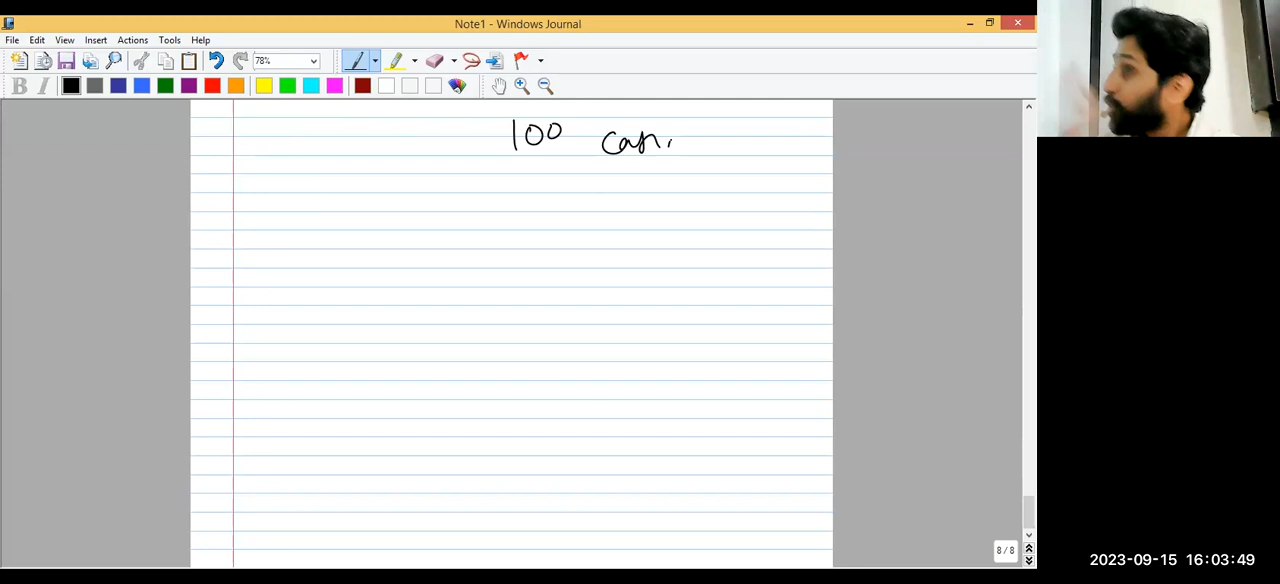 Note1 - Windows Journal
File Edit View Insert Actions Tools Help
78%
B I
100 can.
8 / 8
2023-09-15 16:03:49